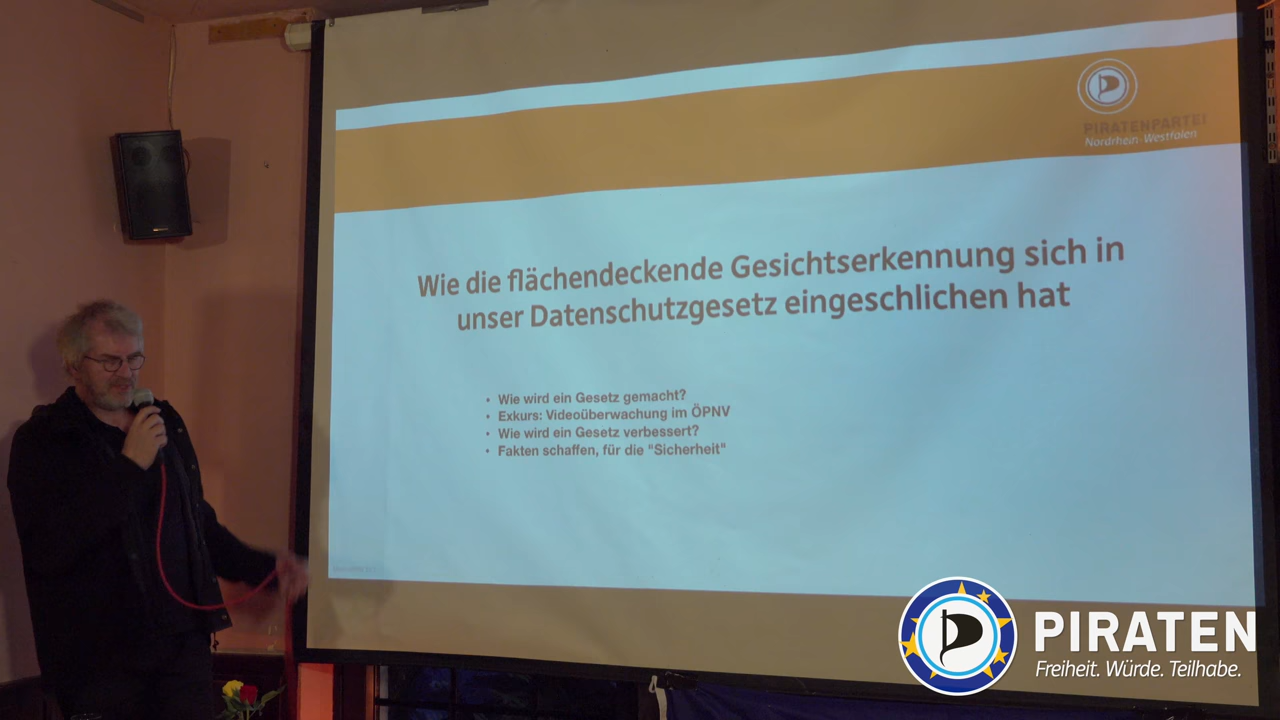 PIRATENPARTEI
Nordrhein-Westfalen
Wie die flächendeckende Gesichtserkennung sich in
unser Datenschutzgesetz eingeschlichen hat
• Wie wird ein Gesetz gemacht?
• Exkurs: Videoüberwachung im ÖPNV
• Wie wird ein Gesetz verbessert?
• Fakten schaffen, für die "Sicherheit"
PIRATEN
Freiheit. Würde. Teilhabe.